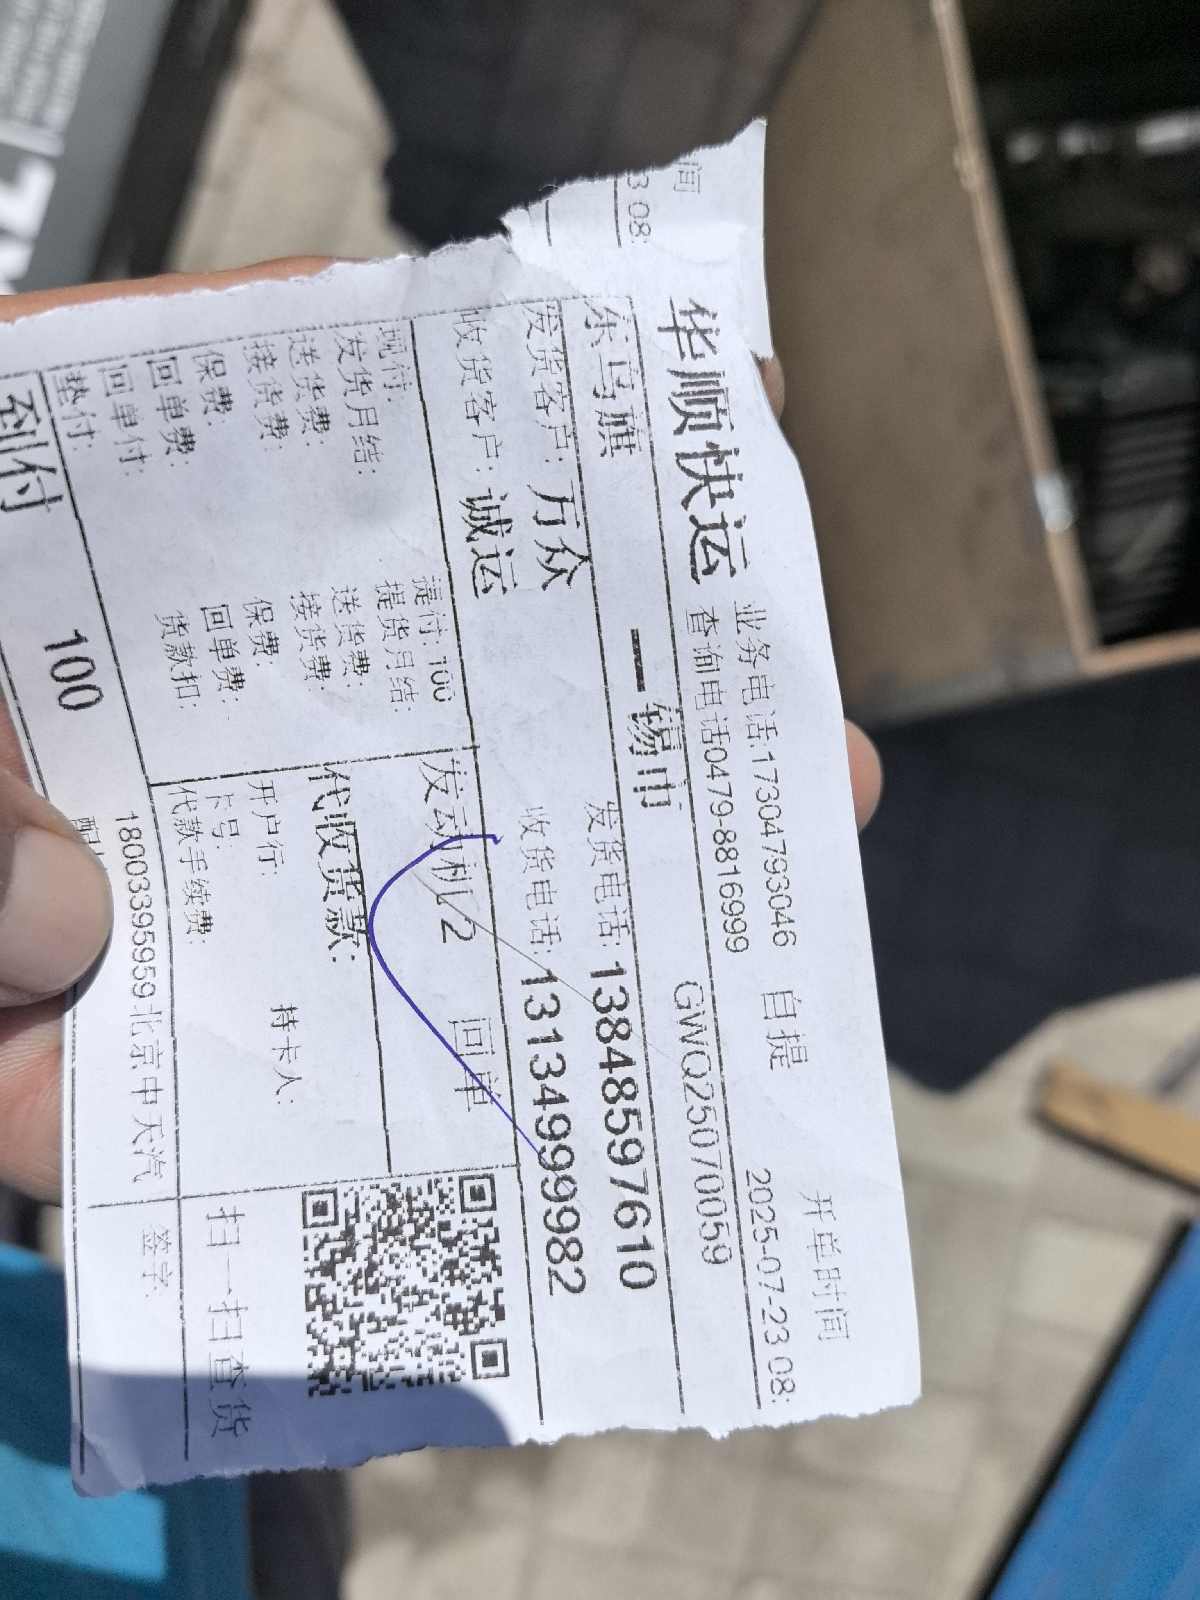 间
3 08:
华顺快运
业务电话:17304793046
自提
开单时间
查询电话0479-8816999
2025-07-23 08:
东乌旗
—锡市
GWQ25070059
发货客户:
万众
发货电话:
13848597610
收货客户:
诚运
收货电话:
13134999982
现付:
提付: 100
发动机/2
回单
发货月结:
提货月结:
送货费:
送货费:
代收货款:
接货费:
接货费:
保费:
保费:
开户行:
持卡人:
回单费:
回单费:
卡号:
回单付:
货款扣:
代款手续费:
扫一扫查货
垫付:
到付
100
18003395959北京中天汽
签字:
配